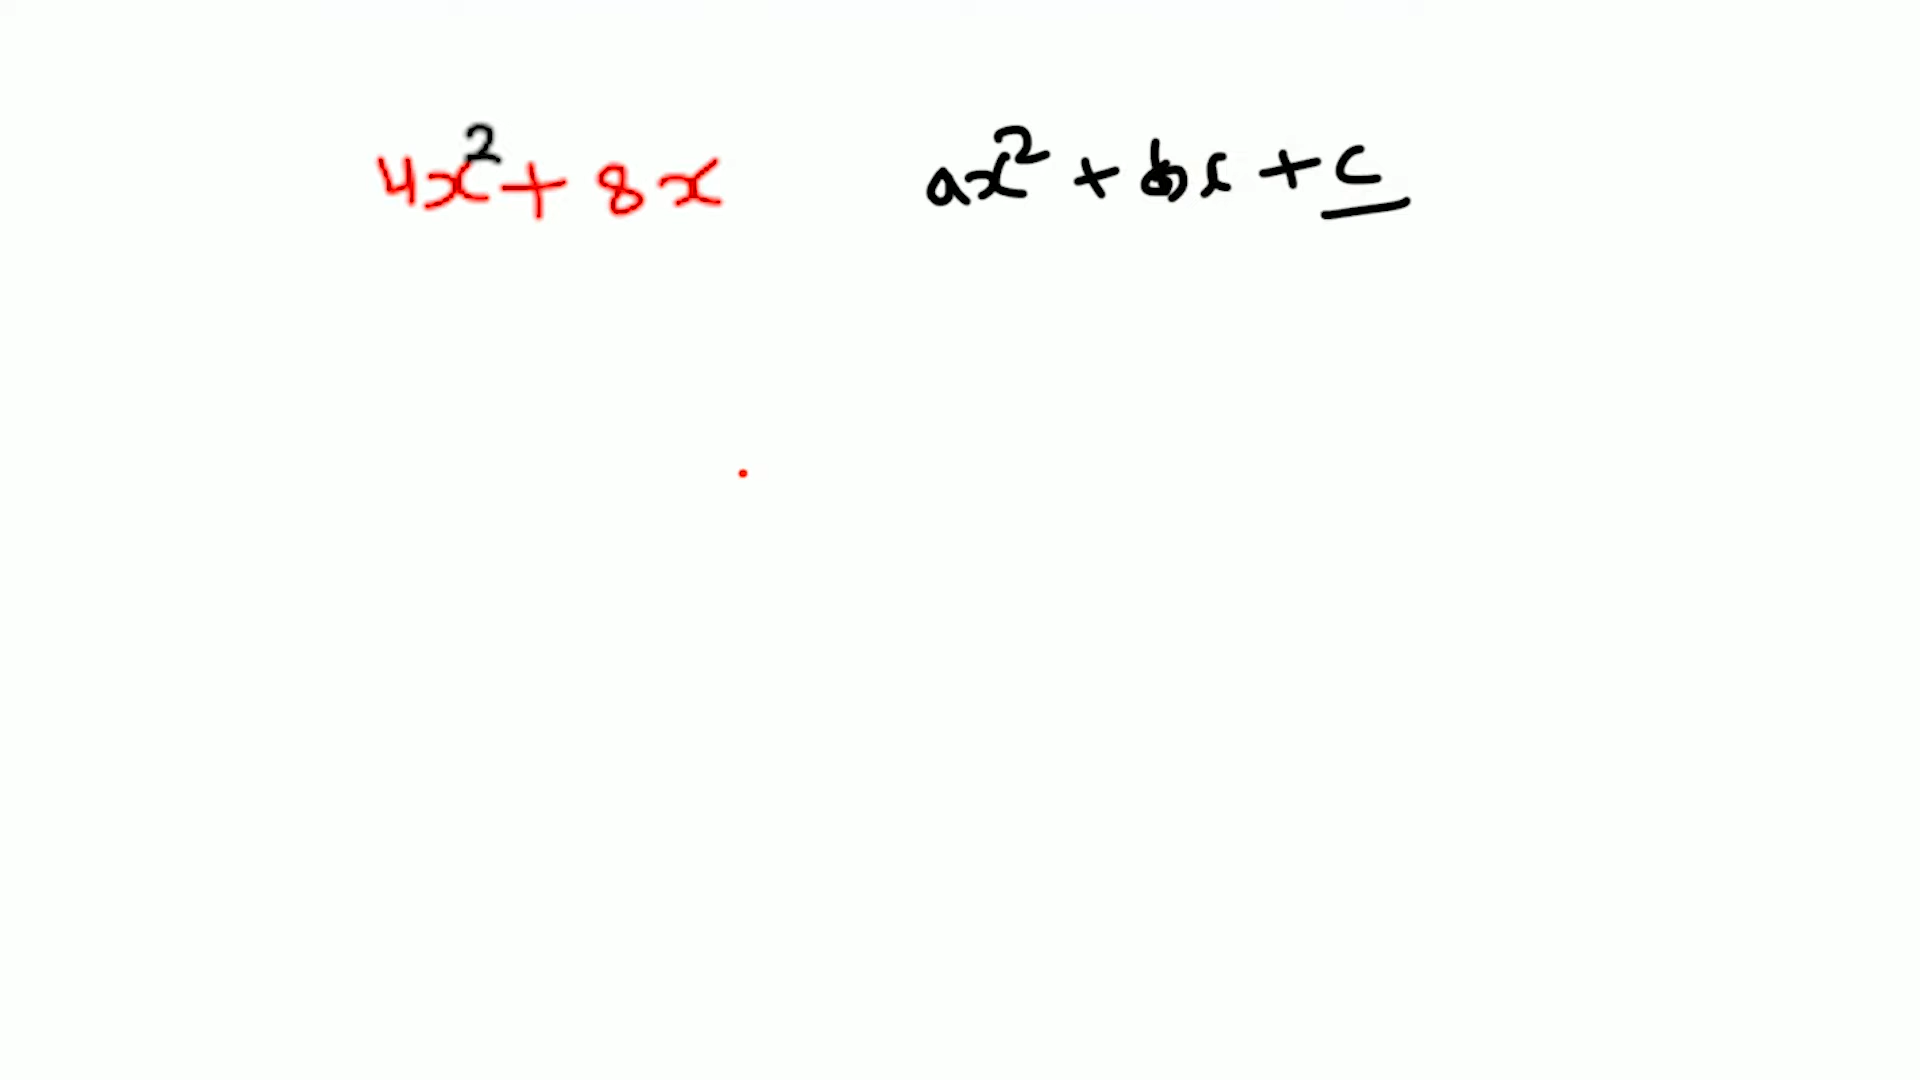 4x² + 8x ax² + bx + c